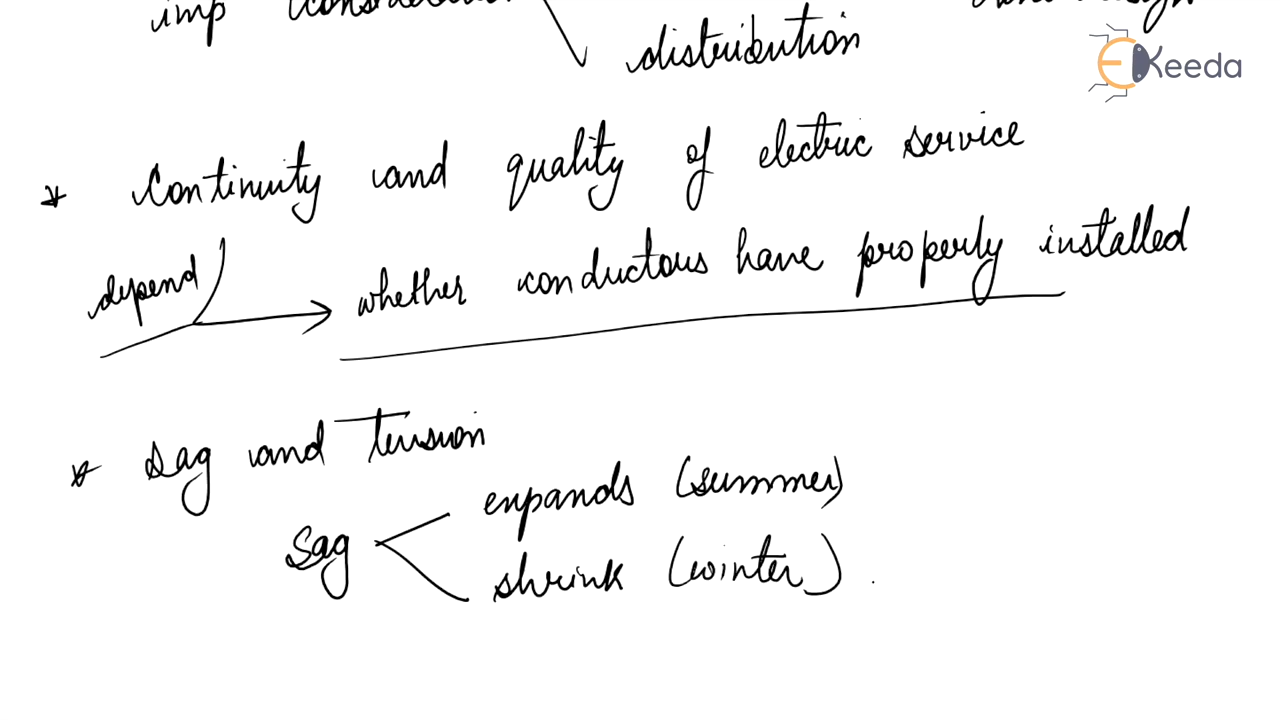 imp
distribution
EKeeda
* Continuity and quality of electric service
depend → whether conductors have properly installed
* Sag and Tension
Sag
expands (summer)
shrink (winter)